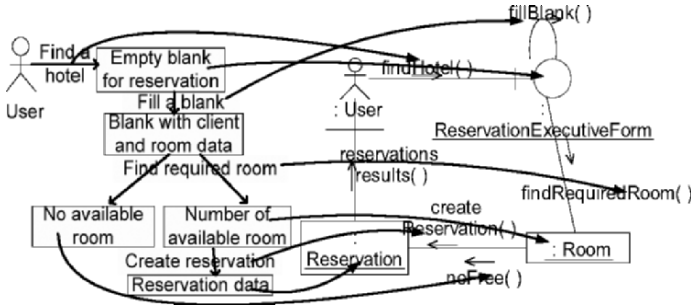 fillBlank( )
Find a
hotel
Empty blank
for reservation
findHotel( )
User
Fill a blank
: User
Blank with client
and room data
:
ReservationExecutiveForm
Find required room
reservations
results( )
findRequiredRoom( )
No available
room
Number of
available room
create
Reservation( )
:
Reservation
: Room
Create reservation
noFree( )
Reservation data